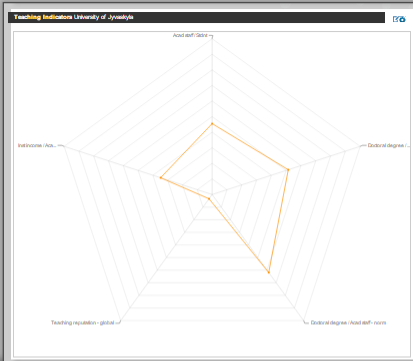 Teaching Indicators University of Jyvaskyla
Acad staff / Stdnt
Inst income / Aca...
Doctoral degree / ...
Teaching reputation - global
Doctoral degree / Acad staff - norm